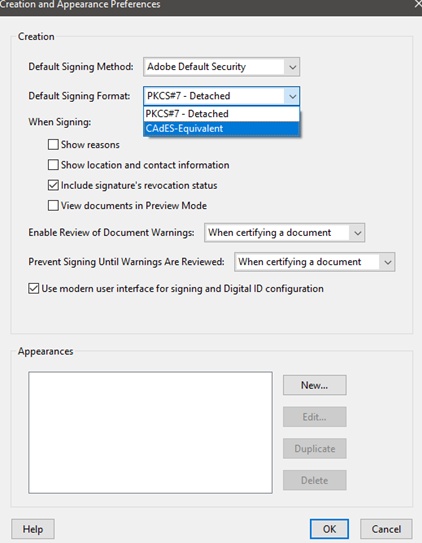 Creation and Appearance Preferences
Creation
Default Signing Method: Adobe Default Security
Default Signing Format: PKCS#7 - Detached
PKCS#7 - Detached
CAdES-Equivalent
When Signing:
Show reasons
Show location and contact information
Include signature's revocation status
View documents in Preview Mode
Enable Review of Document Warnings: When certifying a document
Prevent Signing Until Warnings Are Reviewed: When certifying a document
Use modern user interface for signing and Digital ID configuration
Appearances
New...
Edit...
Duplicate
Delete
Help OK Cancel